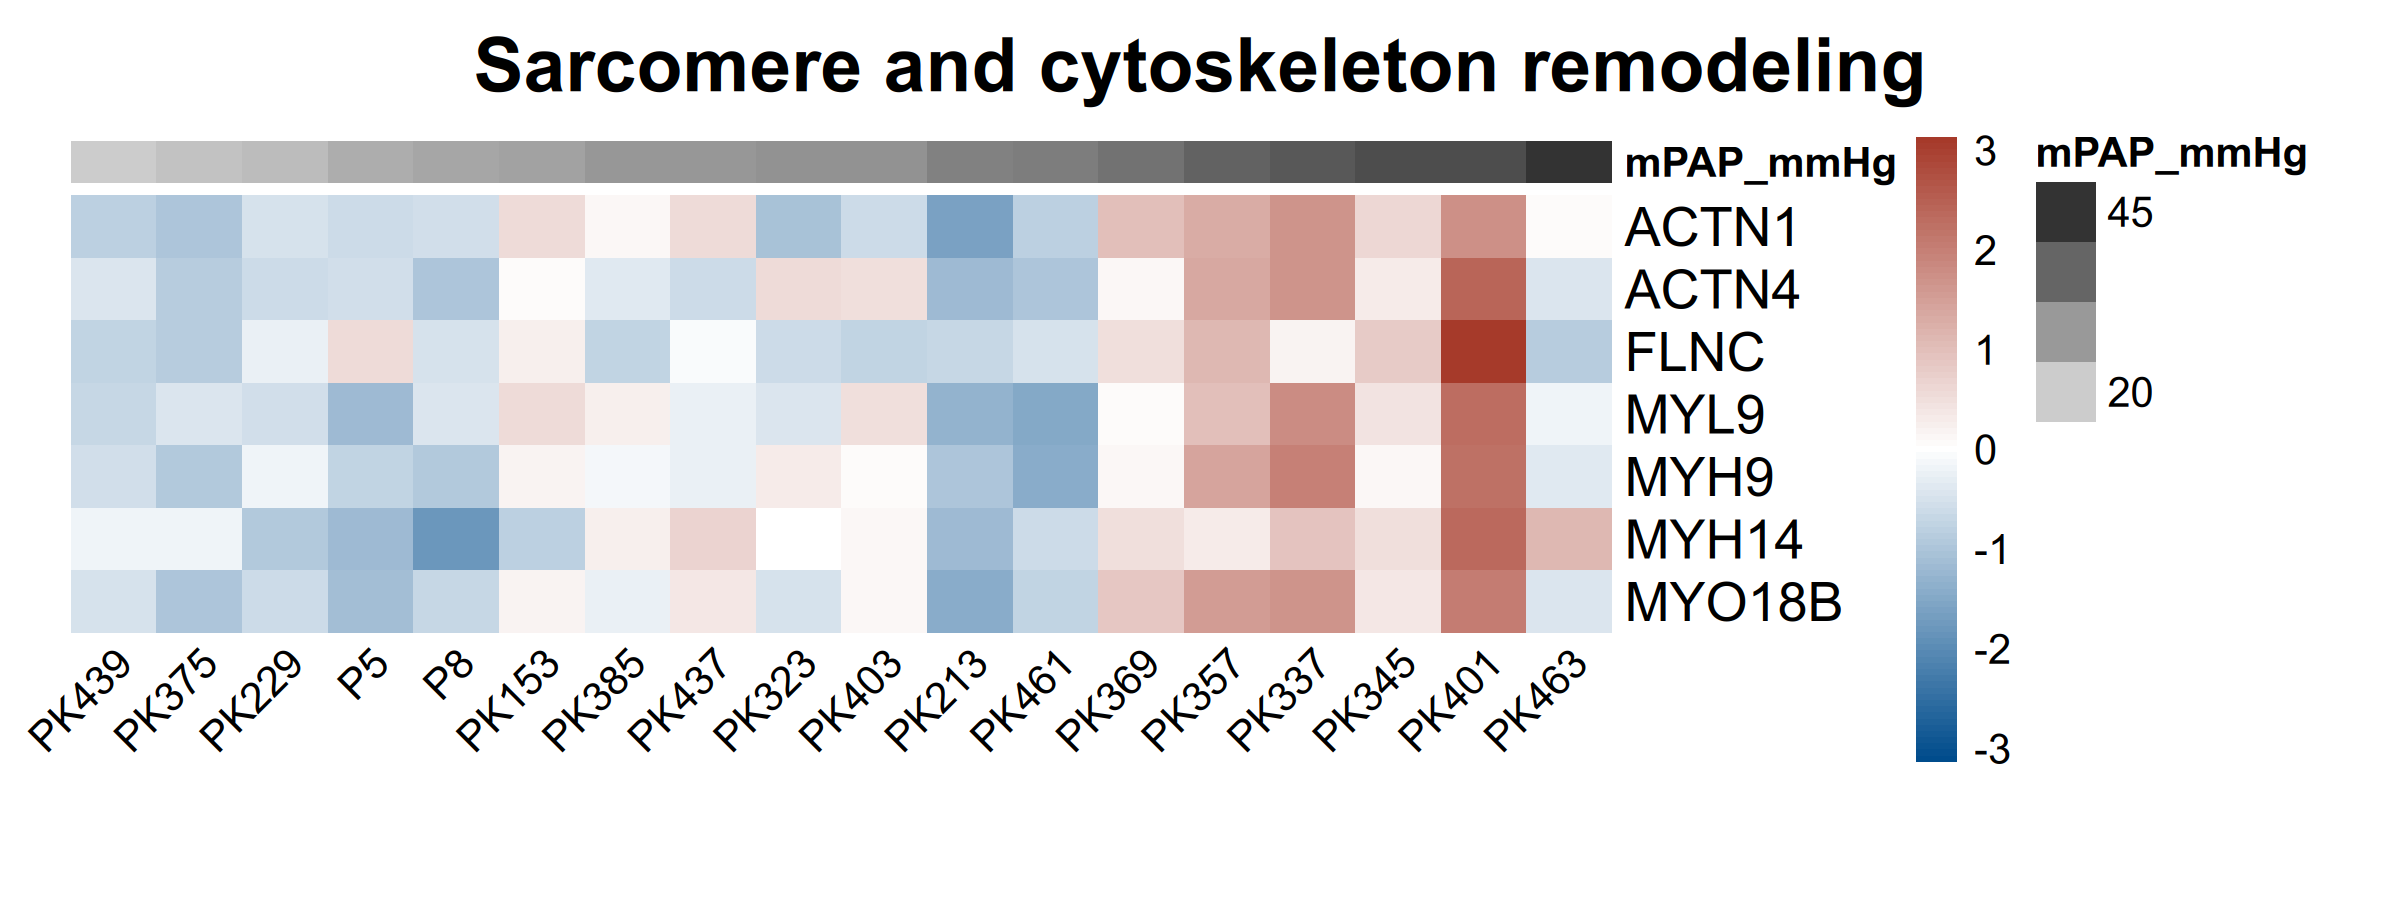 Sarcomere and cytoskeleton remodeling
mPAP_mmHg
ACTN1
ACTN4
FLNC
MYL9
MYH9
MYH14
MYO18B
PK439
PK375
PK229
P5
P8
PK153
PK385
PK437
PK323
PK403
PK213
PK461
PK369
PK357
PK337
PK345
PK401
PK463
3
2
1
0
-1
-2
-3
mPAP_mmHg
45
20